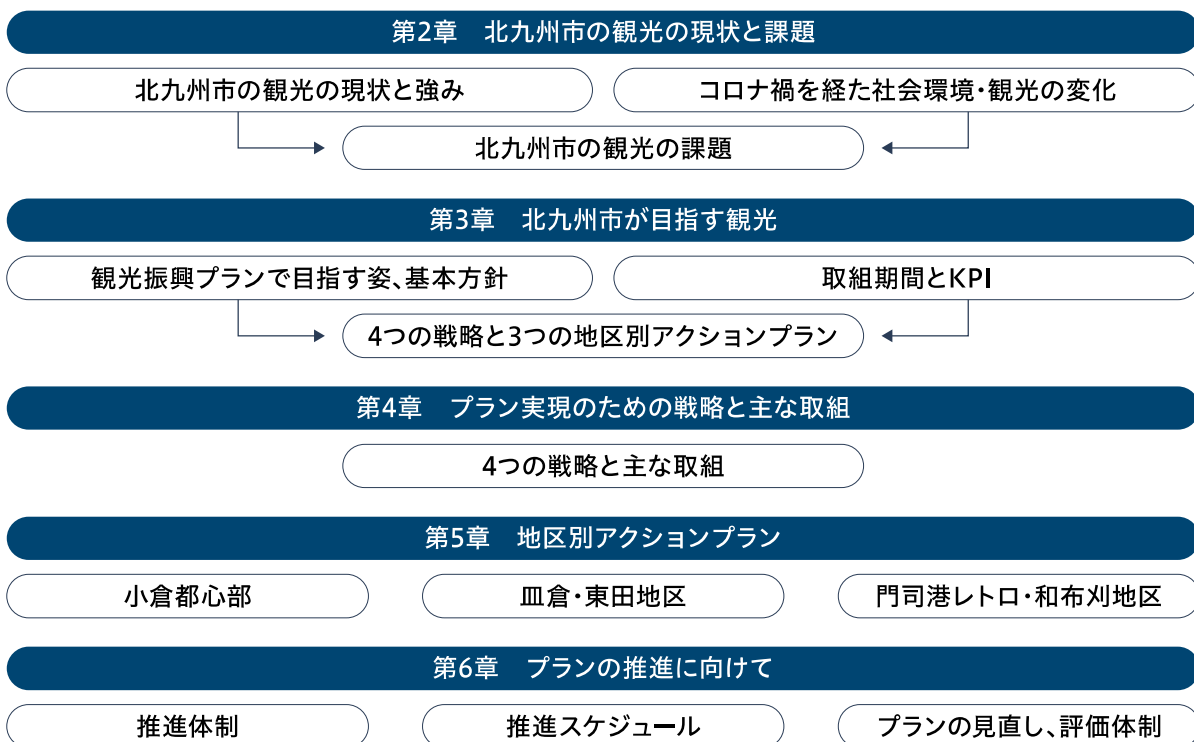 第2章　北九州市の観光の現状と課題
北九州市の観光の現状と強み
コロナ禍を経た社会環境・観光の変化
北九州市の観光の課題
第3章　北九州市が目指す観光
観光振興プランで目指す姿、基本方針
取組期間とKPI
4つの戦略と3つの地区別アクションプラン
第4章　プラン実現のための戦略と主な取組
4つの戦略と主な取組
第5章　地区別アクションプラン
小倉都心部
皿倉・東田地区
門司港レトロ・和布刈地区
第6章　プランの推進に向けて
推進体制
推進スケジュール
プランの見直し、評価体制